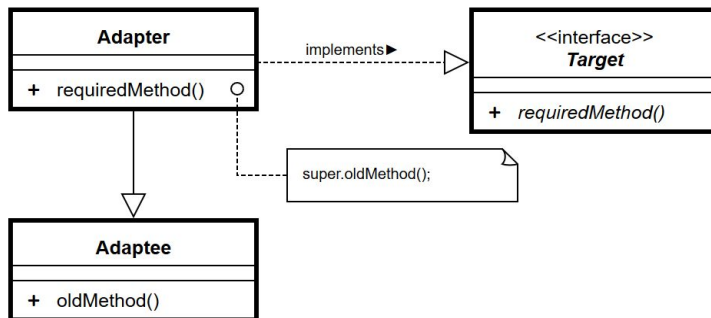 Adapter
+ requiredMethod()
implements►
<<interface>>
Target
+ requiredMethod()
super.oldMethod();
Adaptee
+ oldMethod()